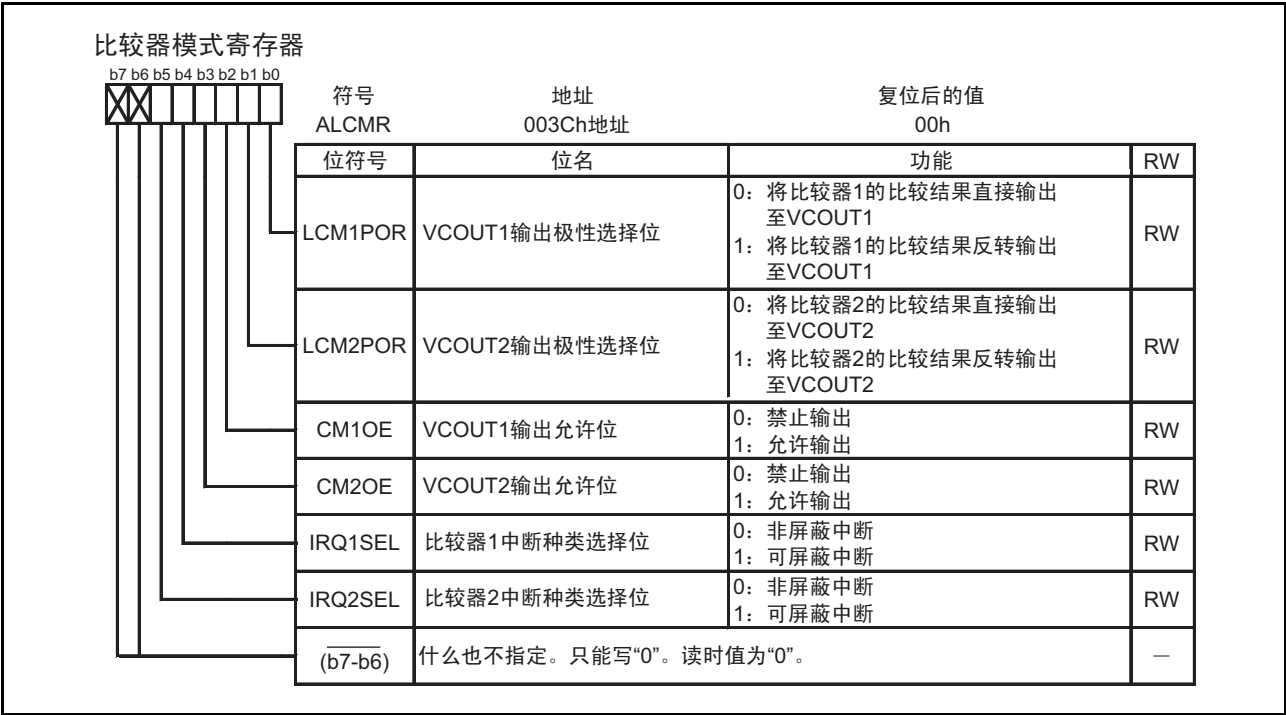 比较器模式寄存器
b7 b6 b5 b4 b3 b2 b1 b0
符号 地址 复位后的值
ALCMR 003Ch地址 00h
位符号 位名 功能 RW
LCM1POR VCOUT1输出极性选择位 0：将比较器1的比较结果直接输出
至VCOUT1
1：将比较器1的比较结果反转输出
至VCOUT1 RW
LCM2POR VCOUT2输出极性选择位 0：将比较器2的比较结果直接输出
至VCOUT2
1：将比较器2的比较结果反转输出
至VCOUT2 RW
CM1OE VCOUT1输出允许位 0：禁止输出
1：允许输出 RW
CM2OE VCOUT2输出允许位 0：禁止输出
1：允许输出 RW
IRQ1SEL 比较器1中断种类选择位 0：非屏蔽中断
1：可屏蔽中断 RW
IRQ2SEL 比较器2中断种类选择位 0：非屏蔽中断
1：可屏蔽中断 RW
(b7-b6) 什么也不指定。只能写“0”。读时值为“0”。 —